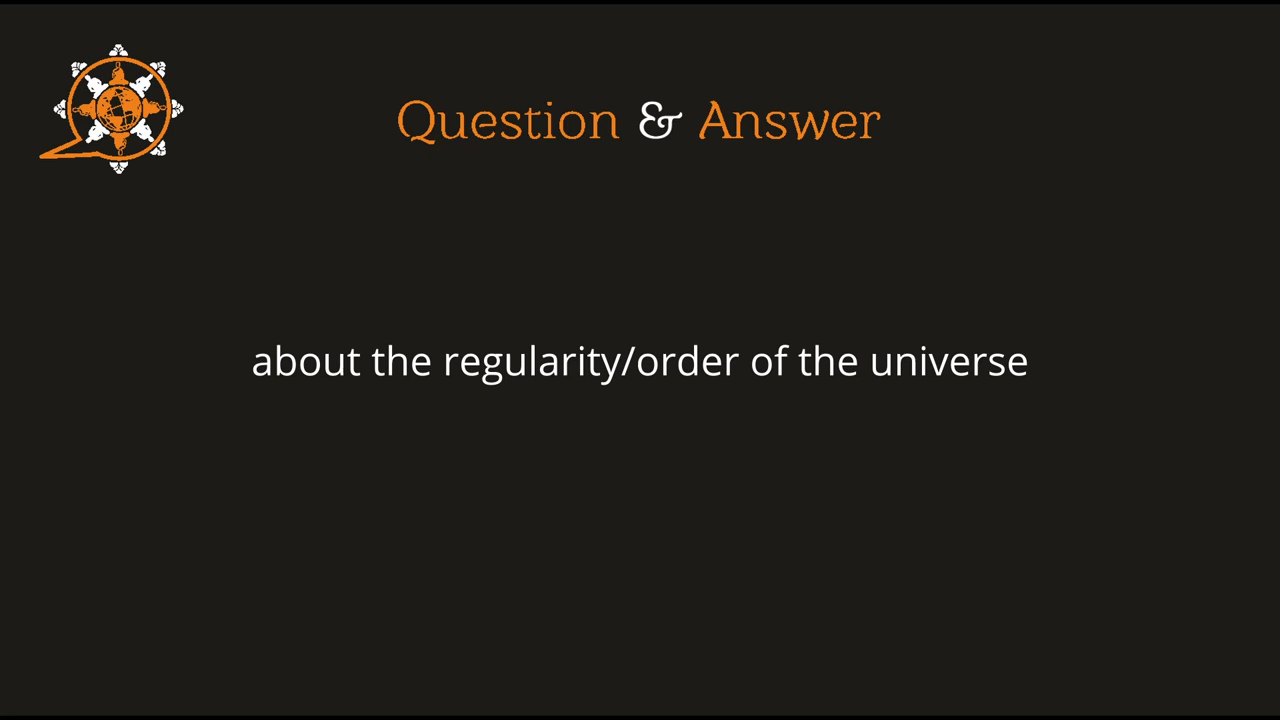 Question & Answer
about the regularity/order of the universe